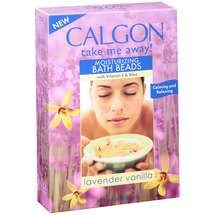 NEW
CALGON
take me away!
MOISTURIZING
BATH BEADS
with Vitamin E & Aloe
Calming and
Relaxing
lavender vanilla